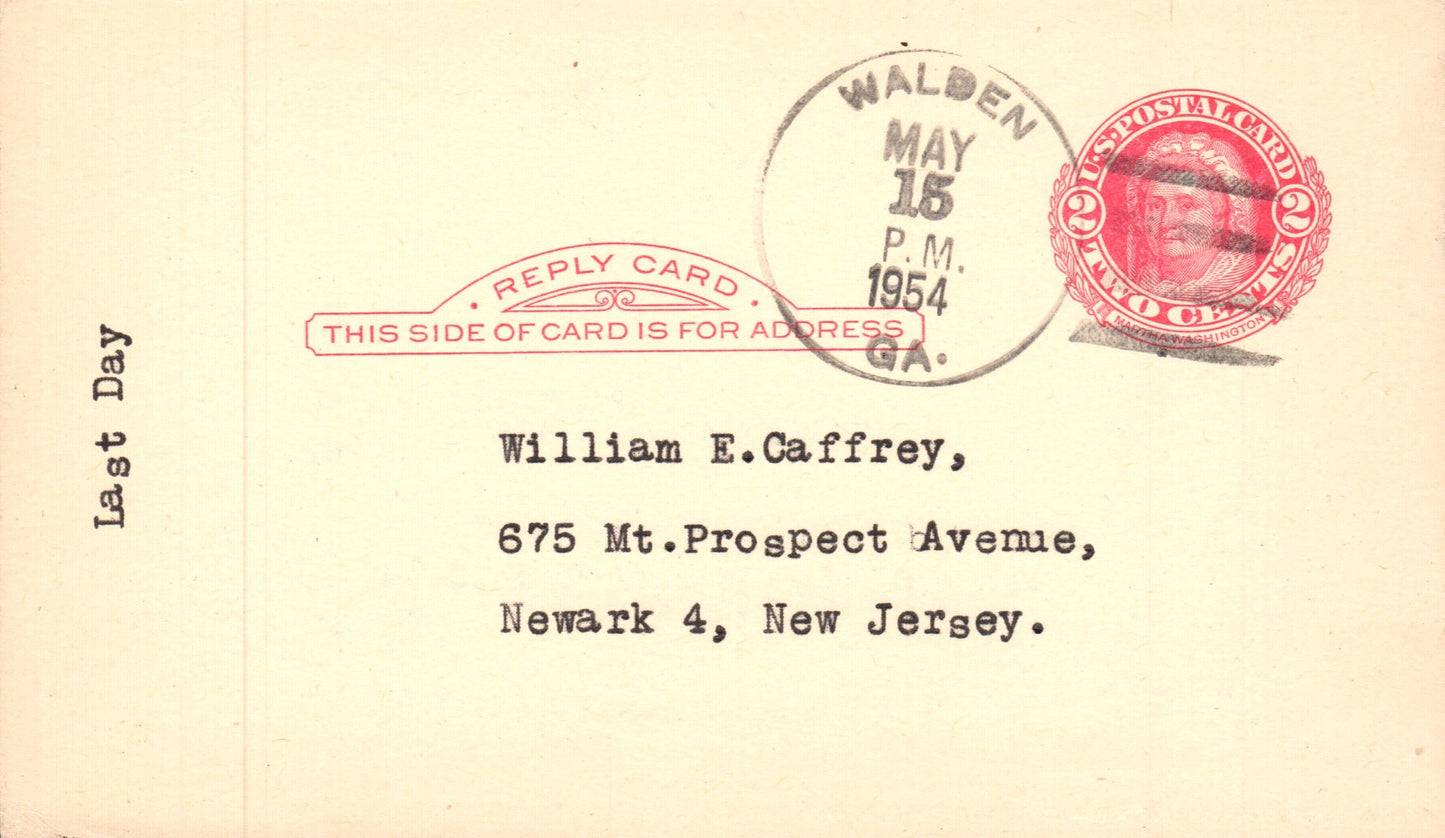 WALDEN
MAY
15
P.M.
1954
GA.
U.S. POSTAL CARD
2 2
TWO CENTS
MARTHA WASHINGTON
· REPLY CARD ·
THIS SIDE OF CARD IS FOR ADDRESS
Last Day
William E.Caffrey,
675 Mt.Prospect Avenue,
Newark 4, New Jersey.